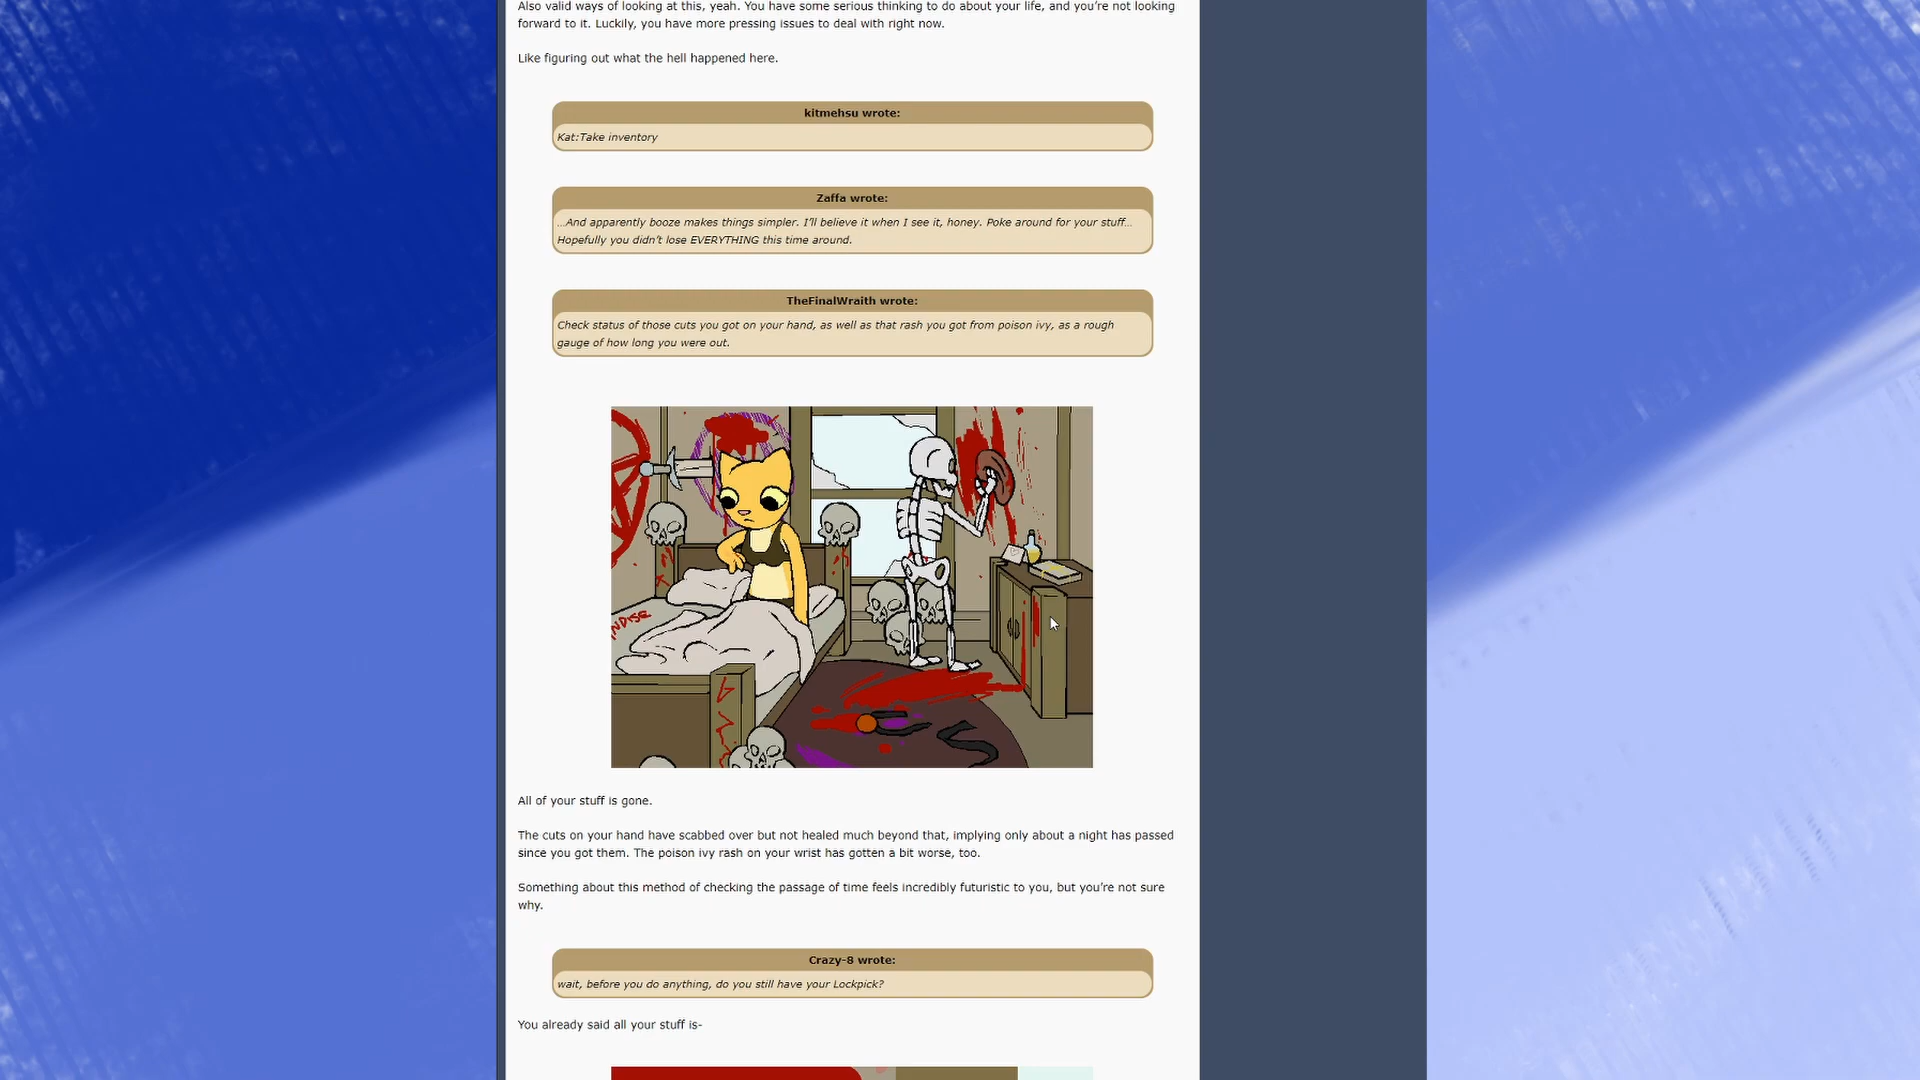 Also valid ways of looking at this, yeah. You have some serious thinking to do about your life, and you're not looking
forward to it. Luckily, you have more pressing issues to deal with right now.
Like figuring out what the hell happened here.
kitmehsu wrote:
Kat:Take inventory
Zaffa wrote:
...And apparently booze makes things simpler. I'll believe it when I see it, honey. Poke around for your stuff...
Hopefully you didn't lose EVERYTHING this time around.
TheFinalWraith wrote:
Check status of those cuts you got on your hand, as well as that rash you got from poison ivy, as a rough
gauge of how long you were out.
All of your stuff is gone.
The cuts on your hand have scabbed over but not healed much beyond that, implying only about a night has passed
since you got them. The poison ivy rash on your wrist has gotten a bit worse, too.
Something about this method of checking the passage of time feels incredibly futuristic to you, but you're not sure
why.
Crazy-8 wrote:
wait, before you do anything, do you still have your Lockpick?
You already said all your stuff is-